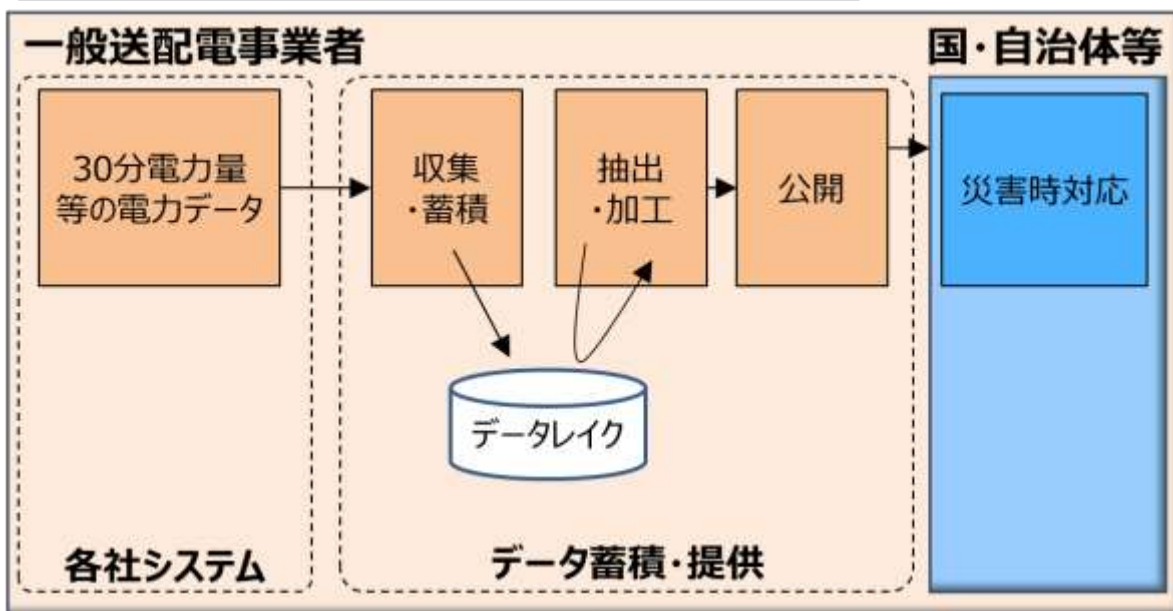 一般送配電事業者
国・自治体等
30分電力量
等の電力データ
収集
・蓄積
抽出
・加工
公開
災害時対応
データレイク
各社システム
データ蓄積・提供